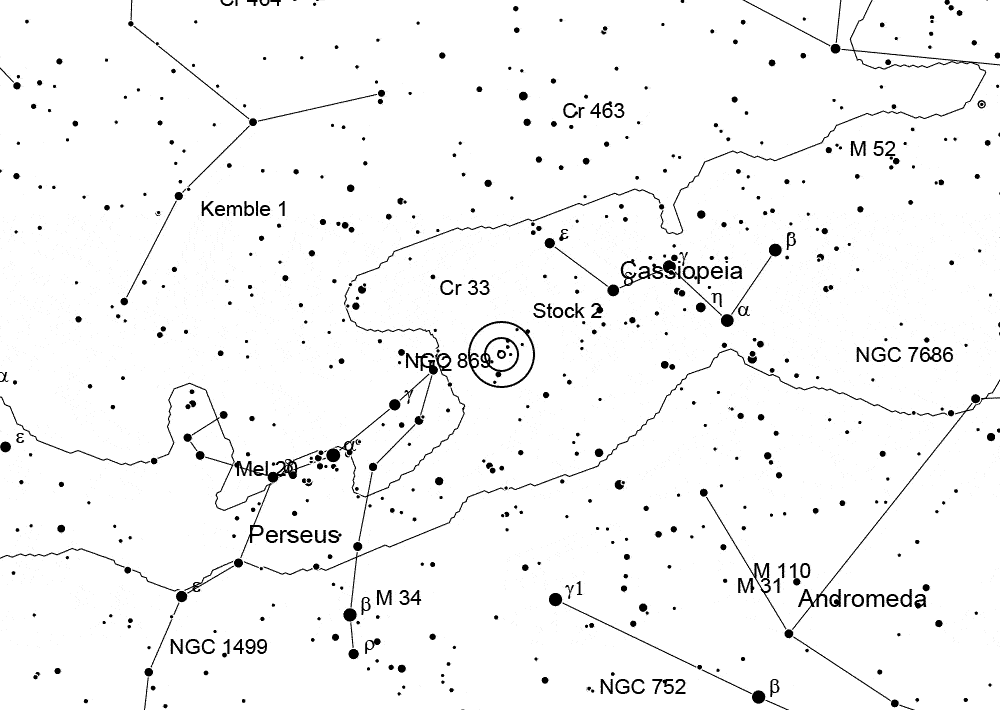 Cr 463
M 52
Kemble 1
ε
β
γ
Cassiopeia
δ
Cr 33
η
α
Stock 2
NGC 7686
NGC 869
α
γ
ε
α
Mel 20
Perseus
M 110
M 31
ε
γ1
Andromeda
β
M 34
ρ
NGC 1499
NGC 752
β